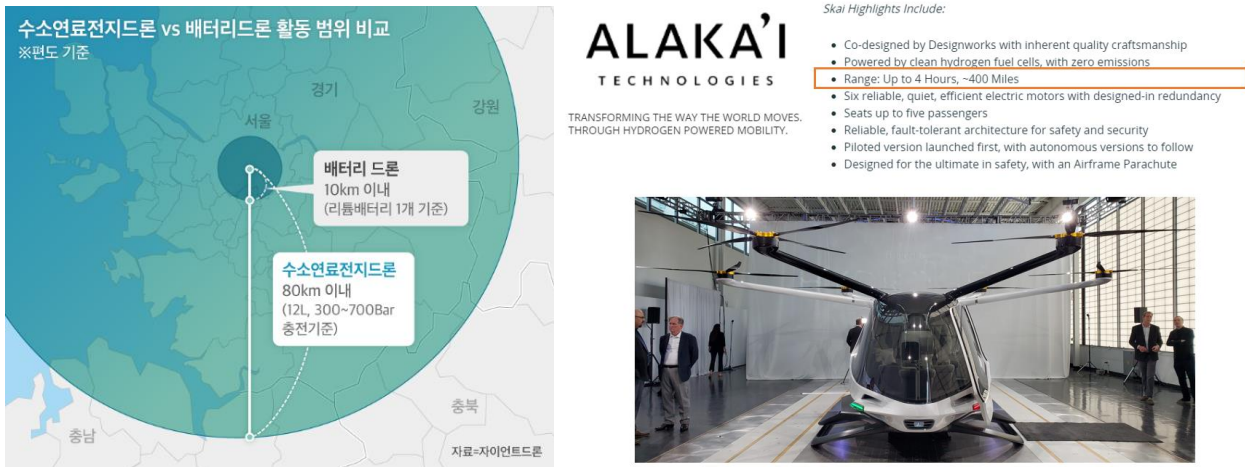 수소연료전지드론 vs 배터리드론 활동 범위 비교
※편도 기준
경기
강원
서울
배터리 드론
10km 이내
(리튬배터리 1개 기준)
수소연료전지드론
80km 이내
(12L, 300~700Bar
충전기준)
충북
충남
자료=자이언트드론
ALAKA'I
TECHNOLOGIES
TRANSFORMING THE WAY THE WORLD MOVES.
THROUGH HYDROGEN POWERED MOBILITY.
Skai Highlights Include:
• Co-designed by Designworks with inherent quality craftsmanship
• Powered by clean hydrogen fuel cells, with zero emissions
• Range: Up to 4 Hours, ~400 Miles
• Six reliable, quiet, efficient electric motors with designed-in redundancy
• Seats up to five passengers
• Reliable, fault-tolerant architecture for safety and security
• Piloted version launched first, with autonomous versions to follow
• Designed for the ultimate in safety, with an Airframe Parachute